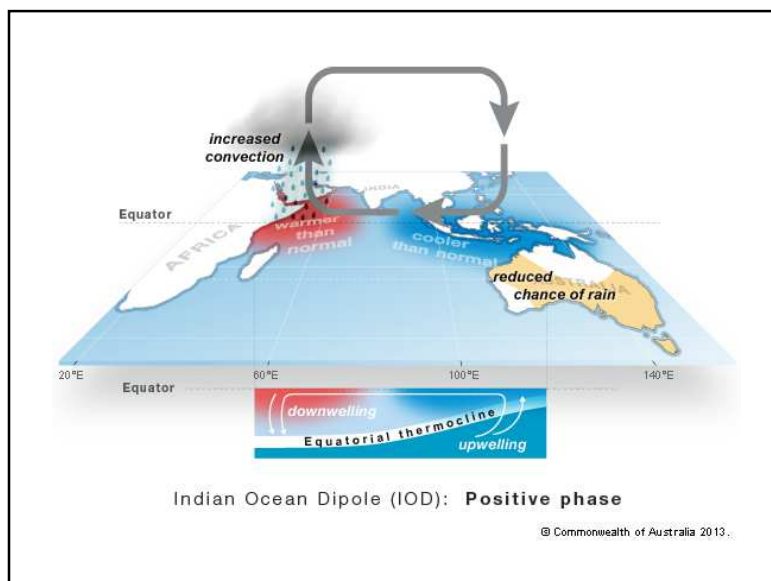 increased
convection
INDIA
Equator
AFRICA
warmer
than
normal
cooler
than normal
AUSTRALIA
reduced
chance of rain
20°E
60°E
100°E
140°E
Equator
downwelling
Equatorial thermocline
upwelling
Indian Ocean Dipole (IOD): Positive phase
© Commonwealth of Australia 2013.